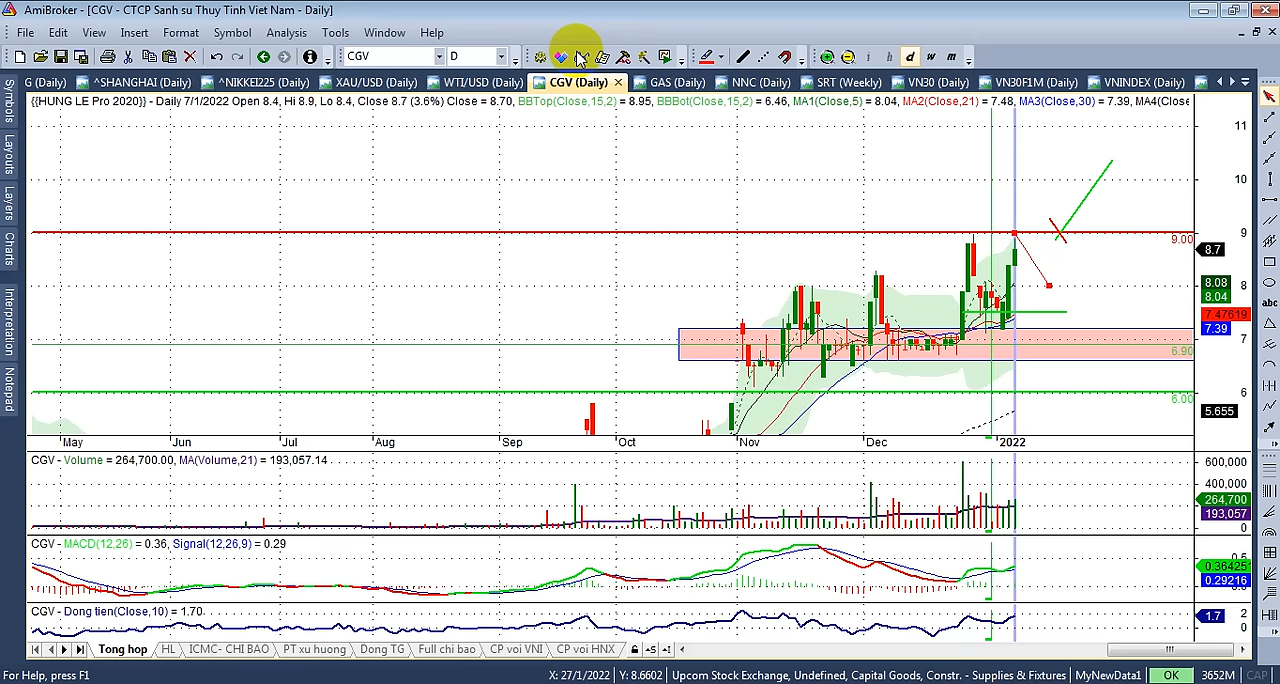 AmiBroker - [CGV - CTCP Sanh su Thuy Tinh Viet Nam - Daily]
File Edit View Insert Format Symbol Analysis Tools Window Help
CGV D i h d w m
G (Daily) ^SHANGHAI (Daily) ^NIKKEI225 (Daily) XAU/USD (Daily) WTI/USD (Daily) CGV (Daily) GAS (Daily) NNC (Daily) SRT (Weekly) VN30 (Daily) VN30F1M (Daily) VNINDEX (Daily)
{{HUNG LE Pro 2020}} - Daily 7/1/2022 Open 8.4, Hi 8.9, Lo 8.4, Close 8.7 (3.6%) Close = 8.70, BBTop(Close,15,2) = 8.95, BBBot(Close,15,2) = 6.46, MA1(Close,5) = 8.04, MA2(Close,21) = 7.48, MA3(Close,30) = 7.39, MA4(Close
Symbols
Layouts
Layers
Charts
Interpretation
Notepad
abc
11
10
9
9.00
8.7
8
8.08
8.04
7.47619
7.39
7
6.90
6
6.00
5.655
May Jun Jul Aug Sep Oct Nov Dec 2022
CGV - Volume = 264,700.00, MA(Volume,21) = 193,057.14
600,000
400,000
264,700
193,057
0
CGV - MACD(12,26) = 0.36, Signal(12,26,9) = 0.29
0.364251
0.29216
CGV - Dong tien(Close,10) = 1.70
2
1.7
0
Tong hop HL ICMC- CHI BAO PT xu huong Dong TG Full chi bao CP voi VNI CP voi HNX
For Help, press F1 X: 27/1/2022 Y: 8.6602 Upcom Stock Exchange, Undefined, Capital Goods, Constr. - Supplies & Fixtures MyNewData1 OK 3652M CAP